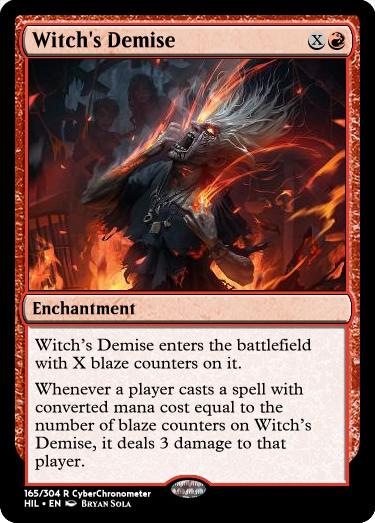 Witch's Demise X
Enchantment
Witch's Demise enters the battlefield
with X blaze counters on it.
Whenever a player casts a spell with
converted mana cost equal to the
number of blaze counters on Witch's
Demise, it deals 3 damage to that
player.
165/304 R CyberChronometer
HIL • EN Bryan Sola